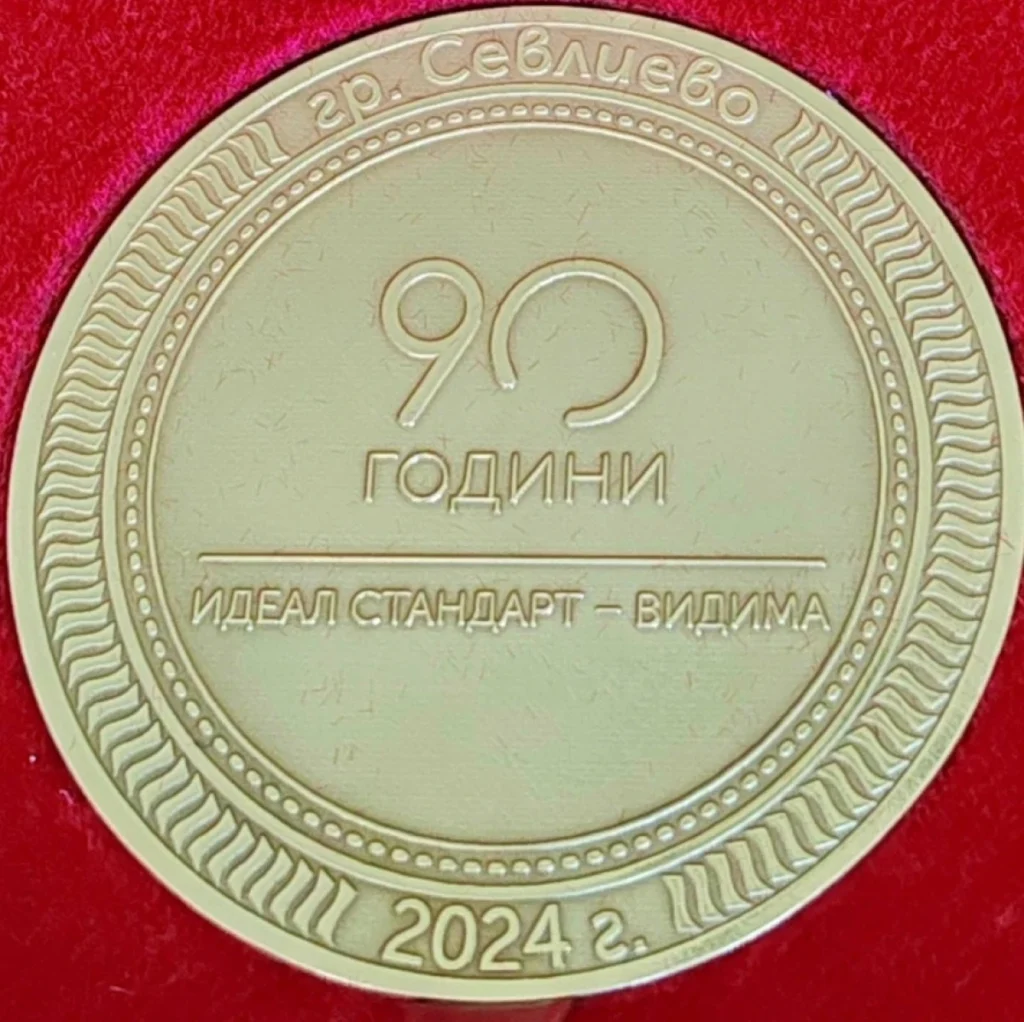 гр. Севлиево
90
ГОДИНИ
ИДЕАЛ СТАНДАРТ – ВИДИМА
2024 г.